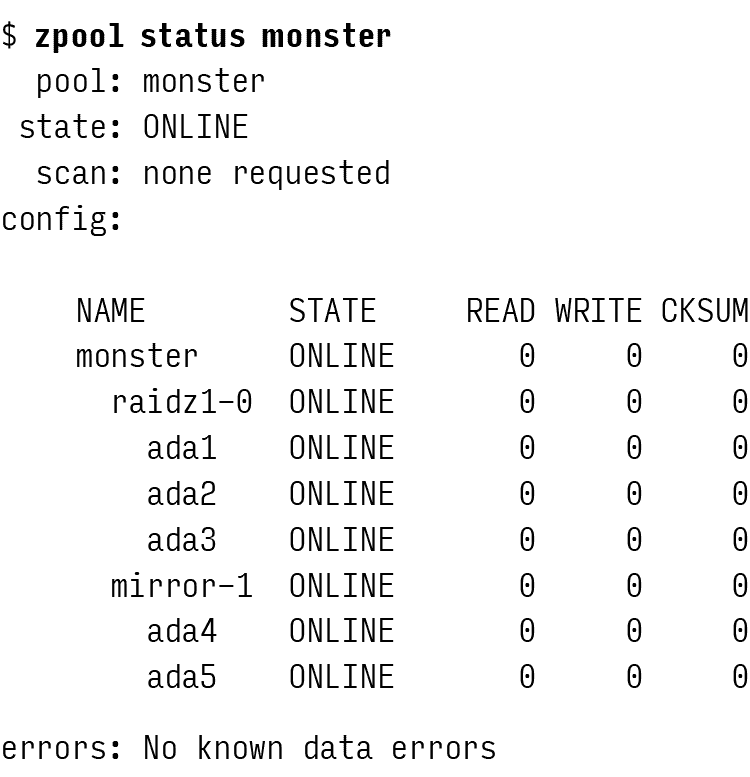 $ zpool status monster
  pool: monster
 state: ONLINE
  scan: none requested
config:

    NAME        STATE     READ WRITE CKSUM
    monster     ONLINE       0     0     0
      raidz1-0  ONLINE       0     0     0
        ada1    ONLINE       0     0     0
        ada2    ONLINE       0     0     0
        ada3    ONLINE       0     0     0
      mirror-1  ONLINE       0     0     0
        ada4    ONLINE       0     0     0
        ada5    ONLINE       0     0     0

errors: No known data errors